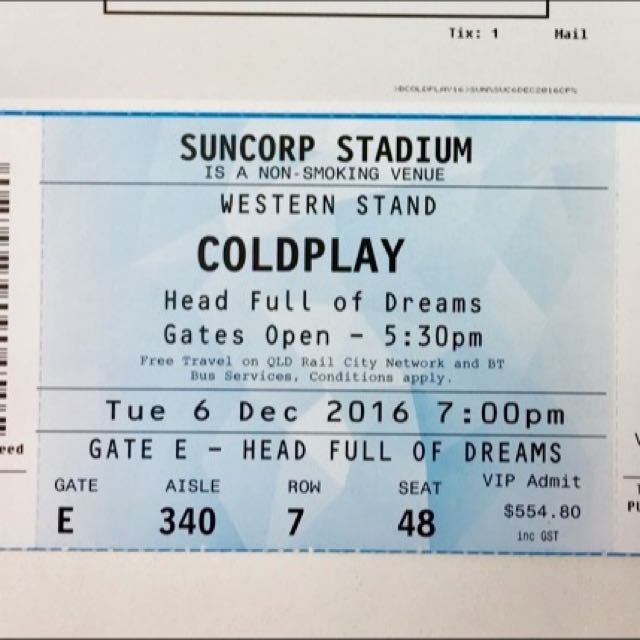 Tix: 1 Mail
SUNCORP STADIUM
IS A NON-SMOKING VENUE
WESTERN STAND
COLDPLAY
Head Full of Dreams
Gates Open - 5:30pm
Free Travel on QLD Rail City Network and BT
Bus Services, Conditions apply.
Tue 6 Dec 2016 7:00pm
GATE E - HEAD FULL OF DREAMS
GATE AISLE ROW SEAT VIP Admit
E 340 7 48 $554.80
inc GST